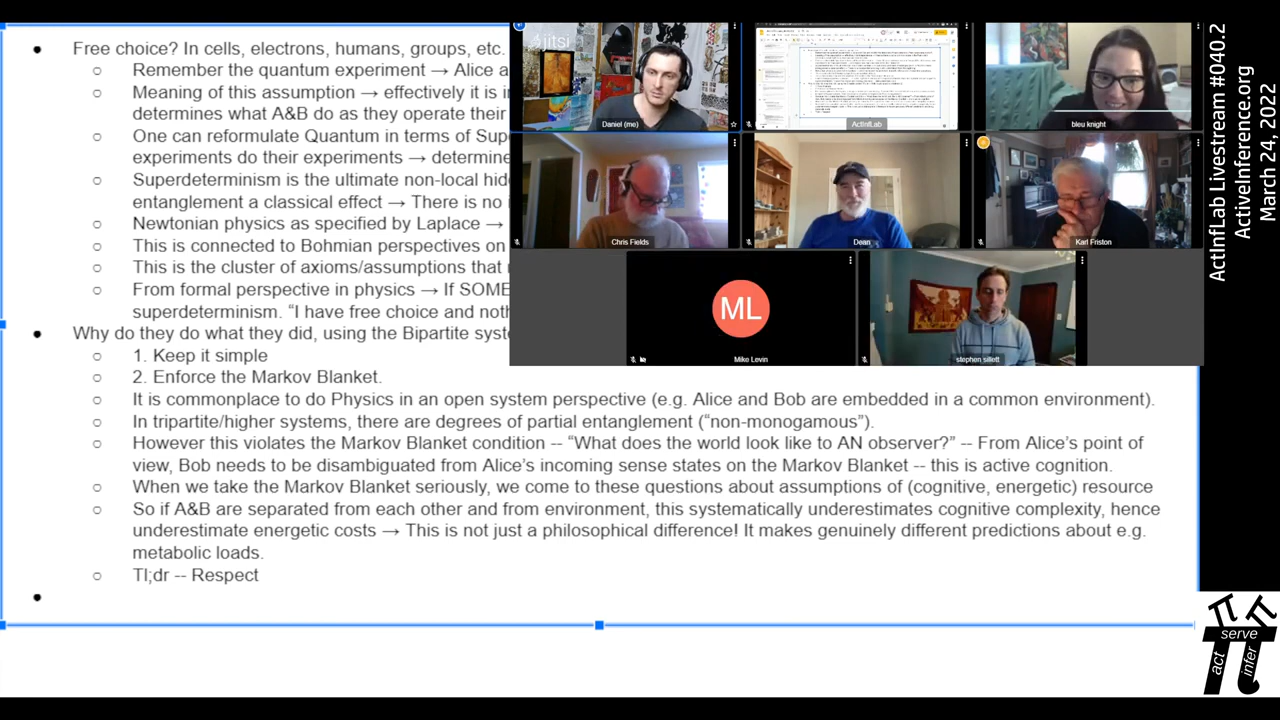 Free choice? In cells, electrons, humans, groups, etc.
So in the quantum experiments → Alice a
of this assumption → effectively it is i
determines what A&B do as they operate their
One can reformulate Quantum in terms of Sup
experiments do their experiments → determine
Superdeterminism is the ultimate non-local hid
entanglement a classical effect → There is no
Newtonian physics as specified by Laplace →
This is connected to Bohmian perspectives on
This is the cluster of axioms/assumptions that
From formal perspective in physics → If SOME
superdeterminism. “I have free choice and noth
Why do they do what they did, using the Bipartite syst
1. Keep it simple
2. Enforce the Markov Blanket.
It is commonplace to do Physics in an open system perspective (e.g. Alice and Bob are embedded in a common environment).
In tripartite/higher systems, there are degrees of partial entanglement (“non-monogamous”).
However this violates the Markov Blanket condition -- “What does the world look like to AN observer?” -- From Alice’s point of
view, Bob needs to be disambiguated from Alice’s incoming sense states on the Markov Blanket -- this is active cognition.
When we take the Markov Blanket seriously, we come to these questions about assumptions of (cognitive, energetic) resource
So if A&B are separated from each other and from environment, this systematically underestimates cognitive complexity, hence
underestimate energetic costs → This is not just a philosophical difference! It makes genuinely different predictions about e.g.
metabolic loads.
Tl;dr -- Respect
jitsi
Daniel (me)
ActInfLab
bleu knight
Chris Fields
Dean
Karl Friston
ML
Mike Levin
stephen sillett
ActInfLab Livestream #040.2
ActiveInference.org
March 24, 2022
act
serve
infer